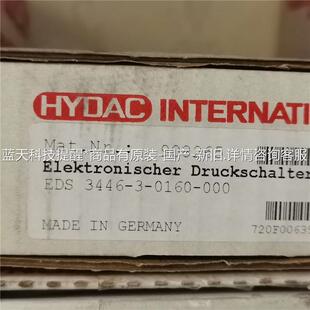 HYDAC INTERNATI
Mat.Nr.:
蓝天科技提醒"商品有原装·国产·新旧.详情咨询客服
Elektronischer Druckschalter
EDS 3446-3-0160-000
MADE IN GERMANY
720F0063